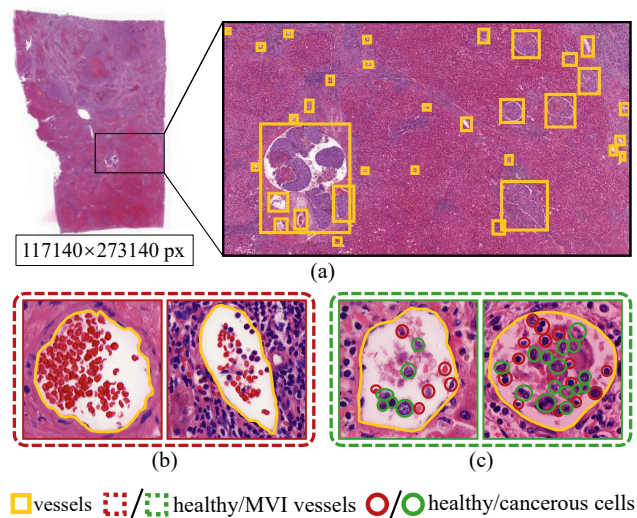 117140×273140 px
(a)
(b)
(c)
vessels / healthy/MVI vessels / healthy/cancerous cells